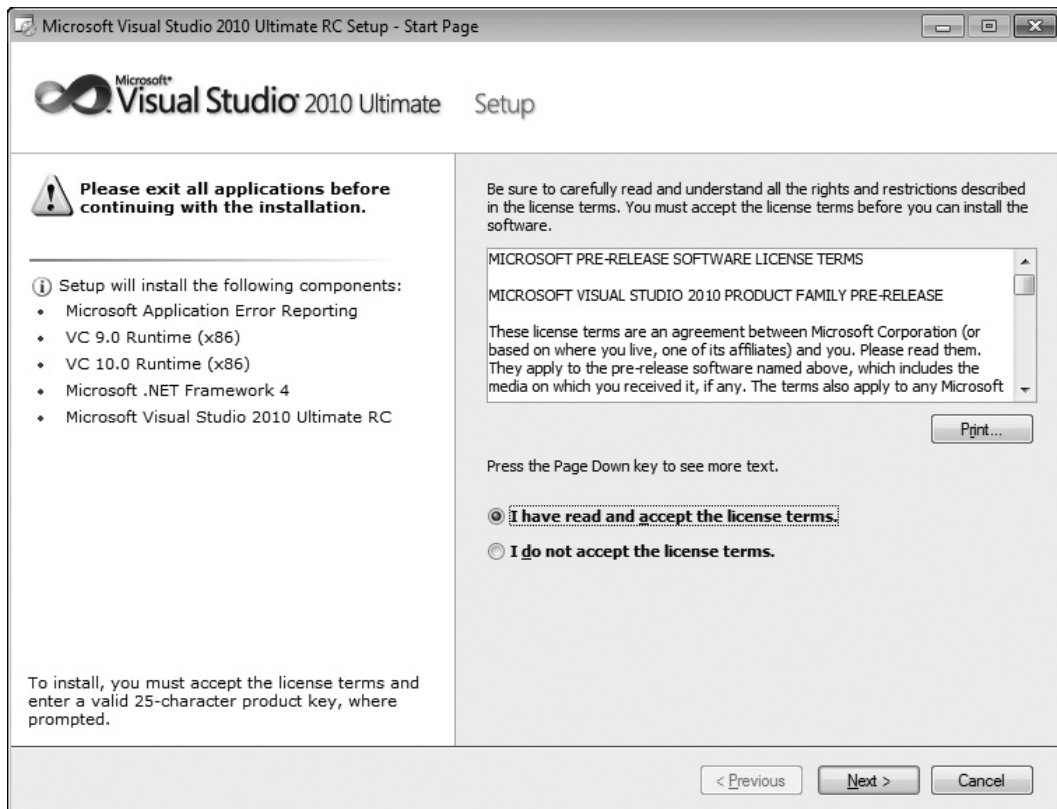 Microsoft Visual Studio 2010 Ultimate RC Setup - Start Page
Microsoft®
Visual Studio® 2010 Ultimate Setup
Please exit all applications before
continuing with the installation.
Setup will install the following components:
• Microsoft Application Error Reporting
• VC 9.0 Runtime (x86)
• VC 10.0 Runtime (x86)
• Microsoft .NET Framework 4
• Microsoft Visual Studio 2010 Ultimate RC
To install, you must accept the license terms and
enter a valid 25-character product key, where
prompted.
Be sure to carefully read and understand all the rights and restrictions described
in the license terms. You must accept the license terms before you can install the
software.
MICROSOFT PRE-RELEASE SOFTWARE LICENSE TERMS
MICROSOFT VISUAL STUDIO 2010 PRODUCT FAMILY PRE-RELEASE
These license terms are an agreement between Microsoft Corporation (or
based on where you live, one of its affiliates) and you. Please read them.
They apply to the pre-release software named above, which includes the
media on which you received it, if any. The terms also apply to any Microsoft
Print...
Press the Page Down key to see more text.
I have read and accept the license terms.
I do not accept the license terms.
< Previous
Next >
Cancel